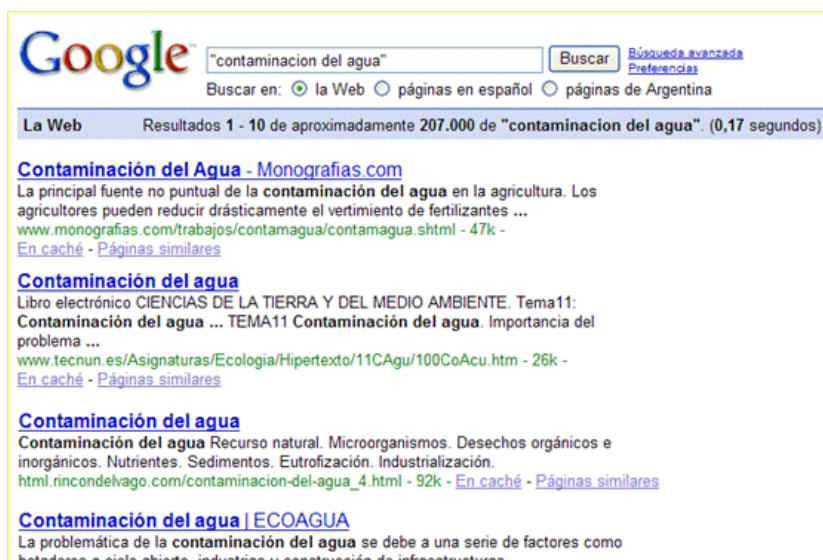 Google "contaminacion del agua" Buscar Búsqueda avanzada
Preferencias
Buscar en: la Web páginas en español páginas de Argentina
La Web Resultados 1 - 10 de aproximadamente 207.000 de "contaminacion del agua". (0,17 segundos)
Contaminación del Agua - Monografias.com
La principal fuente no puntual de la contaminación del agua en la agricultura. Los
agricultores pueden reducir drásticamente el vertimiento de fertilizantes ...
www.monografias.com/trabajos/contamagua/contamagua.shtml - 47k -
En caché - Páginas similares
Contaminación del agua
Libro electrónico CIENCIAS DE LA TIERRA Y DEL MEDIO AMBIENTE. Tema11:
Contaminación del agua ... TEMA11 Contaminación del agua. Importancia del
problema ...
www.tecnun.es/Asignaturas/Ecologia/Hipertexto/11CAgu/100CoAcu.htm - 26k -
En caché - Páginas similares
Contaminación del agua
Contaminación del agua Recurso natural. Microorganismos. Desechos orgánicos e
inorgánicos. Nutrientes. Sedimentos. Eutrofización. Industrialización.
html.rincondelvago.com/contaminacion-del-agua_4.html - 92k - En caché - Páginas similares
Contaminación del agua | ECOAGUA
La problemática de la contaminación del agua se debe a una serie de factores como